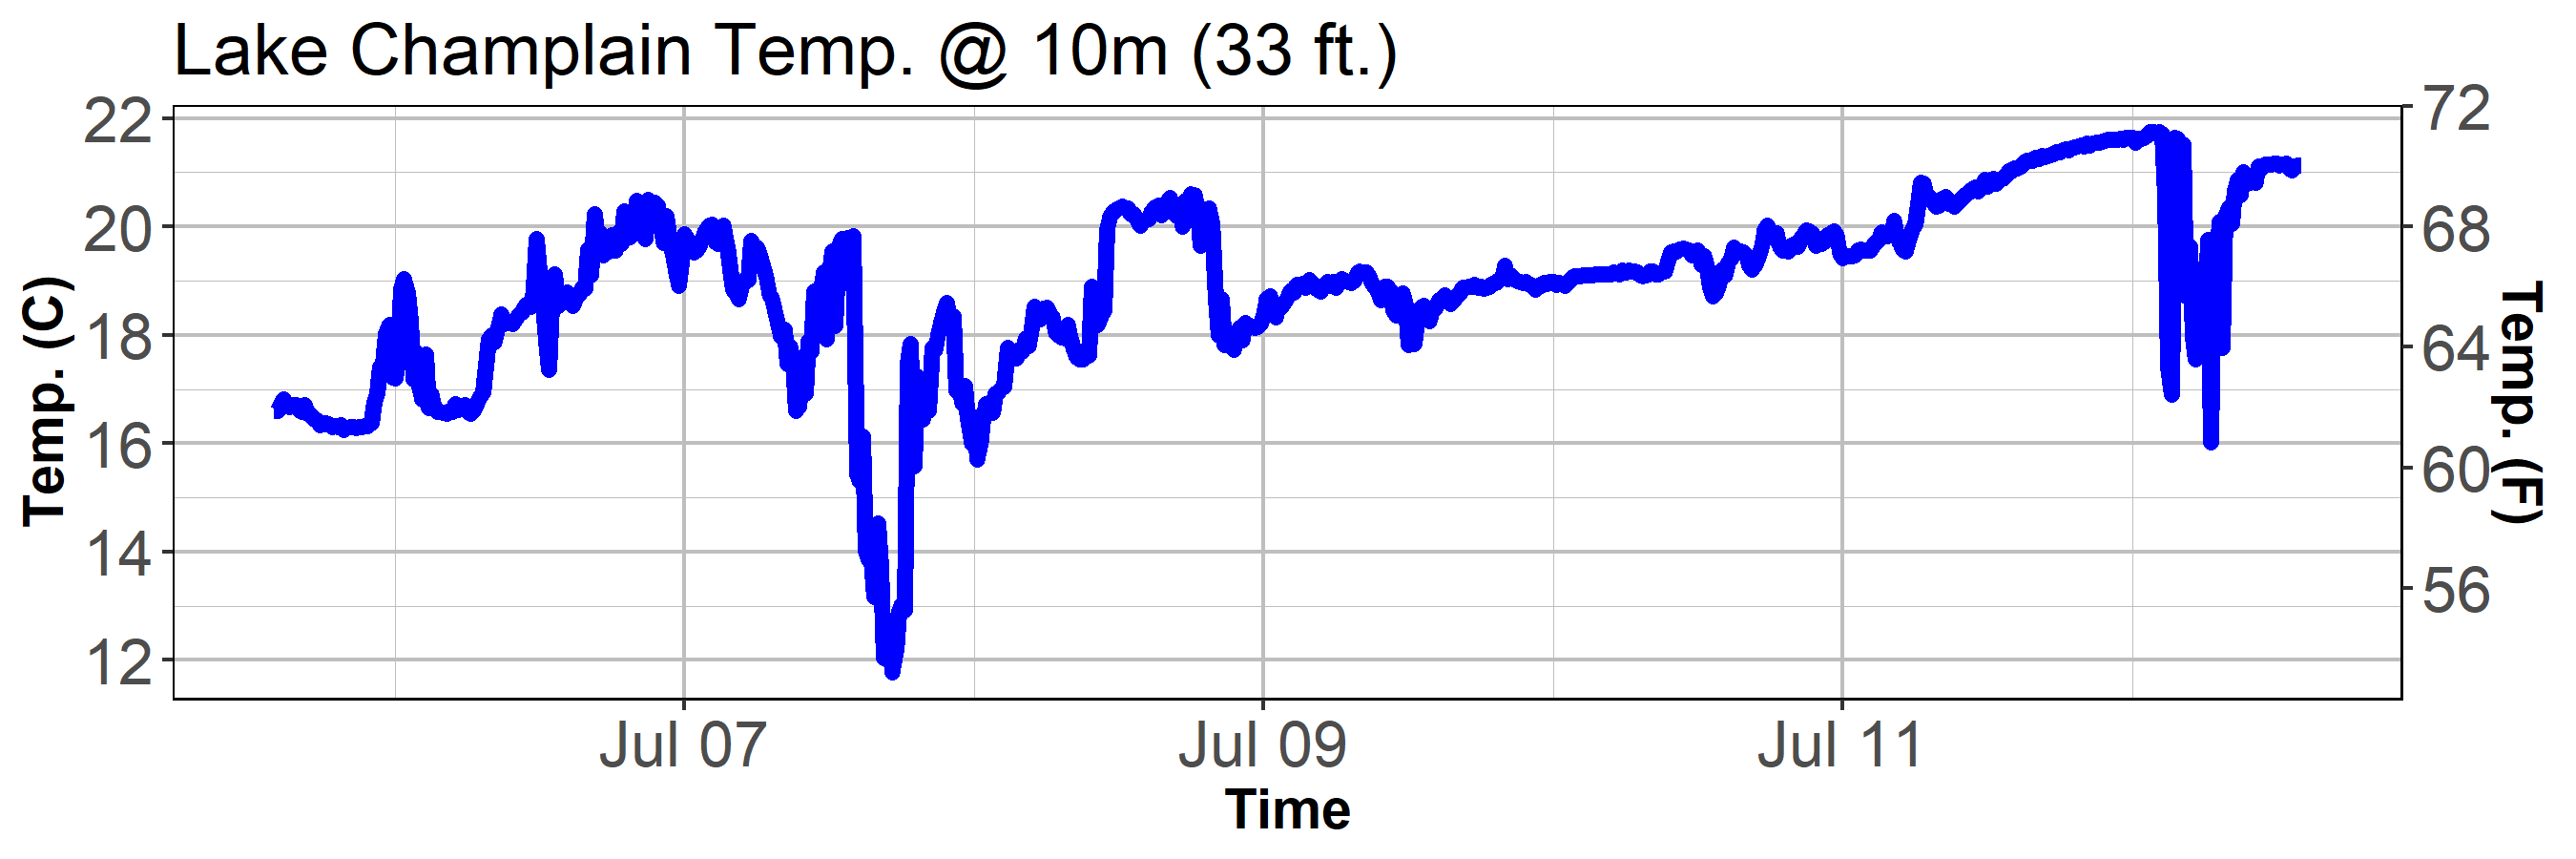 Lake Champlain Temp. @ 10m (33 ft.)
Temp. (C)
22
20
18
16
14
12
72
68
64
60
56
Temp. (F)
Jul 07 Jul 09 Jul 11
Time